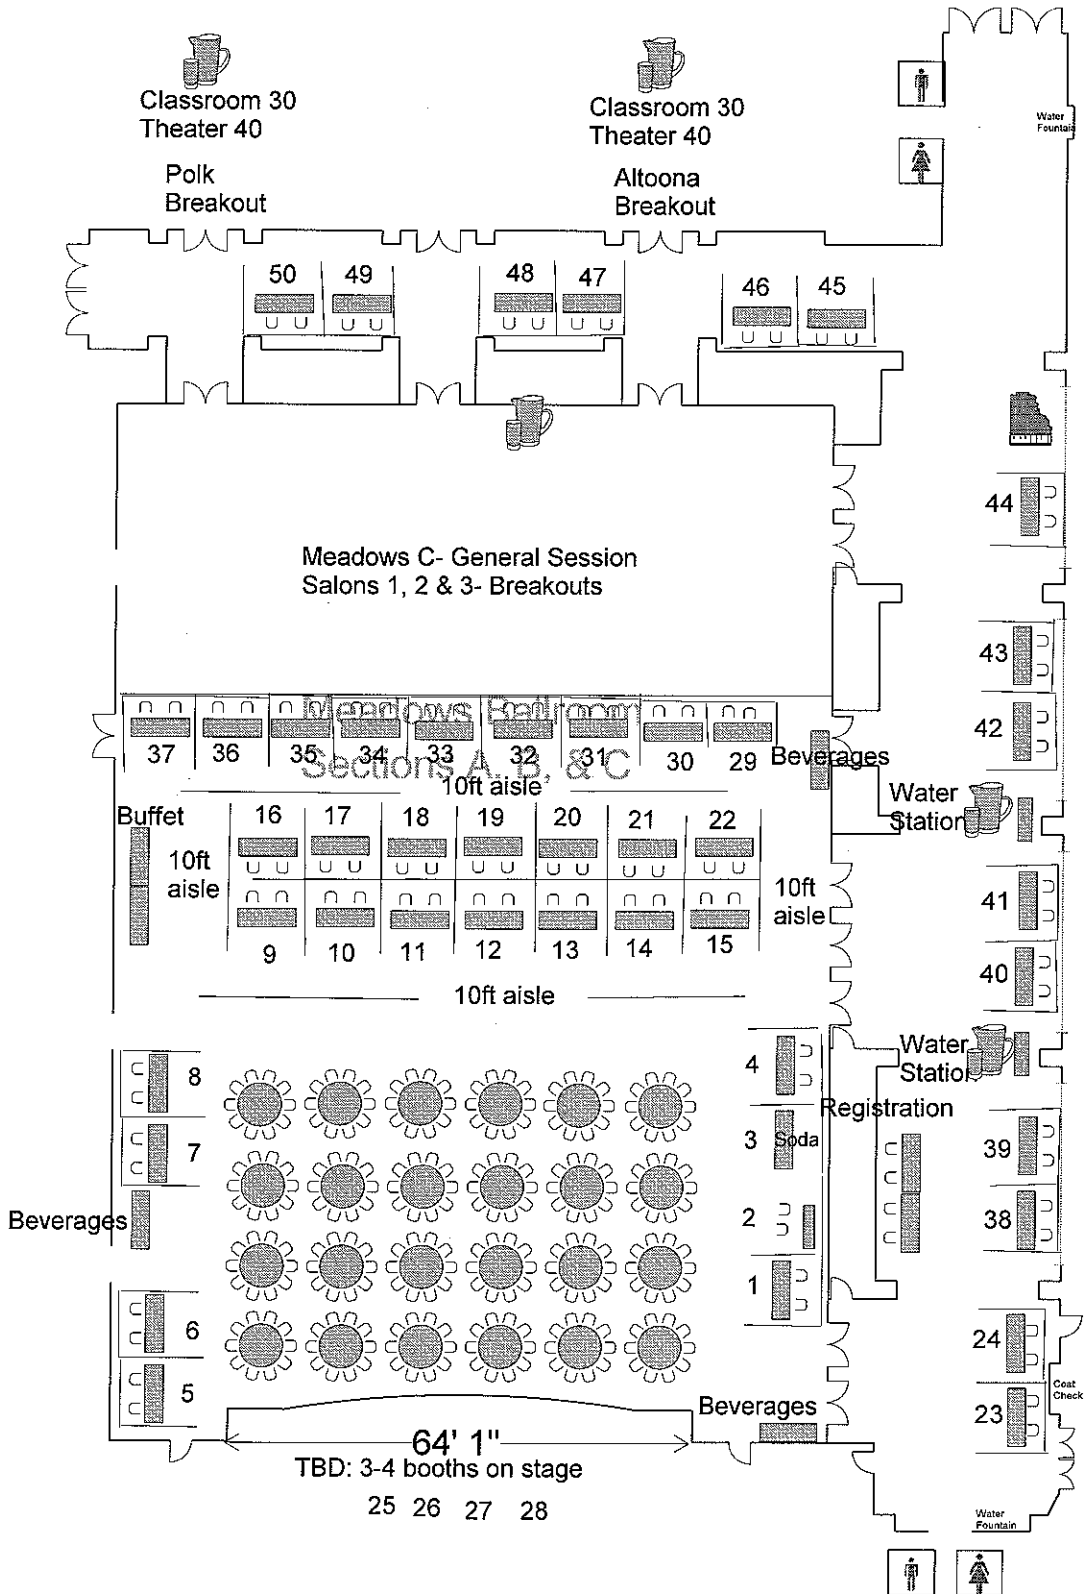 Classroom 30
Theater 40
Classroom 30
Theater 40
Water
Fountain
Polk
Breakout
Altoona
Breakout
50 49 48 47 46 45
44
Meadows C- General Session
Salons 1, 2 & 3- Breakouts
43
42
Meadows Ballroom
Sections A, B, & C
37 36 35 34 33 32 31 30 29
Beverages
10ft aisle
Water
Station
Buffet
16 17 18 19 20 21 22
10ft
aisle
10ft
aisle
41
9 10 11 12 13 14 15
40
10ft aisle
Water
Station
8
4
Registration
7
3 Soda
39
Beverages
2
38
6
1
24
5
Coat
Check
23
Beverages
64' 1"
TBD: 3-4 booths on stage
25 26 27 28
Water
Fountain